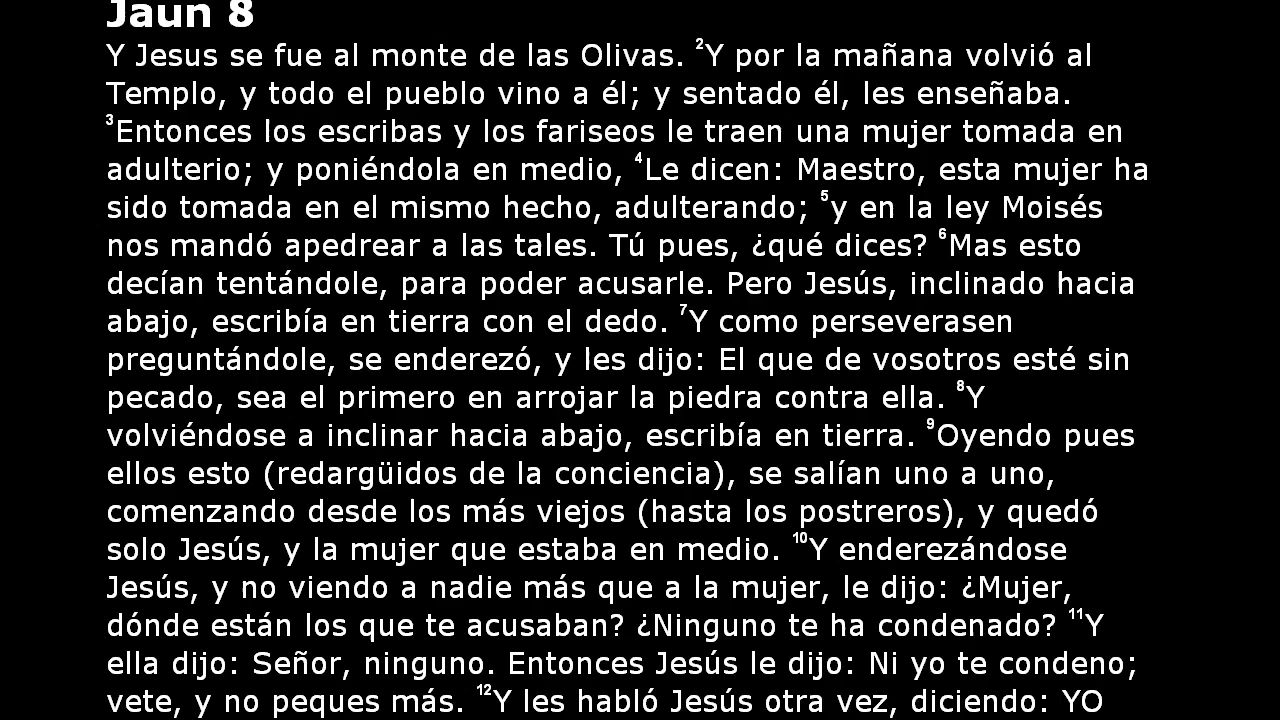 Jaun 8
Y Jesus se fue al monte de las Olivas. ²Y por la mañana volvió al
Templo, y todo el pueblo vino a él; y sentado él, les enseñaba.
³Entonces los escribas y los fariseos le traen una mujer tomada en
adulterio; y poniéndola en medio, ⁴Le dicen: Maestro, esta mujer ha
sido tomada en el mismo hecho, adulterando; ⁵y en la ley Moisés
nos mandó apedrear a las tales. Tú pues, ¿qué dices? ⁶Mas esto
decían tentándole, para poder acusarle. Pero Jesús, inclinado hacia
abajo, escribía en tierra con el dedo. ⁷Y como perseverasen
preguntándole, se enderezó, y les dijo: El que de vosotros esté sin
pecado, sea el primero en arrojar la piedra contra ella. ⁸Y
volviéndose a inclinar hacia abajo, escribía en tierra. ⁹Oyendo pues
ellos esto (redargüidos de la conciencia), se salían uno a uno,
comenzando desde los más viejos (hasta los postreros), y quedó
solo Jesús, y la mujer que estaba en medio. ¹⁰Y enderezándose
Jesús, y no viendo a nadie más que a la mujer, le dijo: ¿Mujer,
dónde están los que te acusaban? ¿Ninguno te ha condenado? ¹¹Y
ella dijo: Señor, ninguno. Entonces Jesús le dijo: Ni yo te condeno;
vete, y no peques más. ¹²Y les habló Jesús otra vez, diciendo: YO